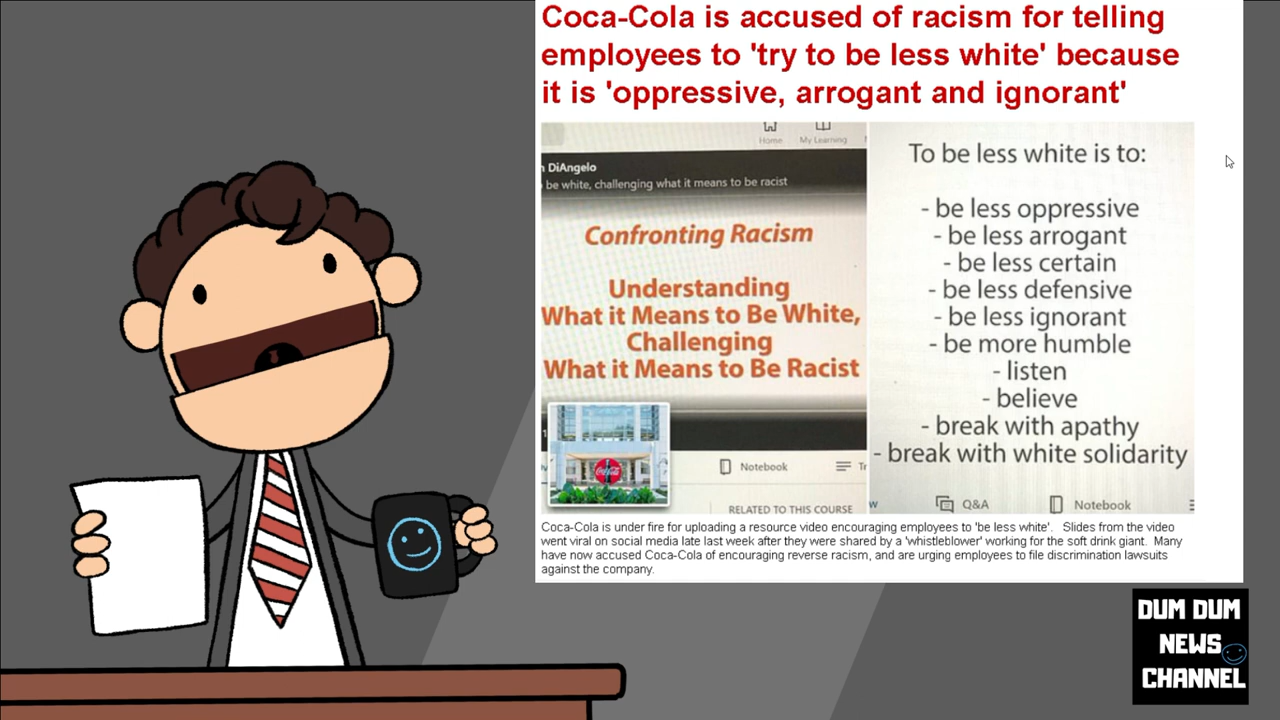 Coca-Cola is accused of racism for telling
employees to 'try to be less white' because
it is 'oppressive, arrogant and ignorant'
Home
My Learning
DiAngelo
be white, challenging what it means to be racist
Confronting Racism
Understanding
What it Means to Be White,
Challenging
What it Means to Be Racist
Notebook
RELATED TO THIS COURSE
To be less white is to:
- be less oppressive
- be less arrogant
- be less certain
- be less defensive
- be less ignorant
- be more humble
- listen
- believe
- break with apathy
- break with white solidarity
Q&A
Notebook
Coca-Cola is under fire for uploading a resource video encouraging employees to 'be less white'. Slides from the video
went viral on social media late last week after they were shared by a 'whistleblower' working for the soft drink giant. Many
have now accused Coca-Cola of encouraging reverse racism, and are urging employees to file discrimination lawsuits
against the company.
DUM DUM
NEWS
CHANNEL